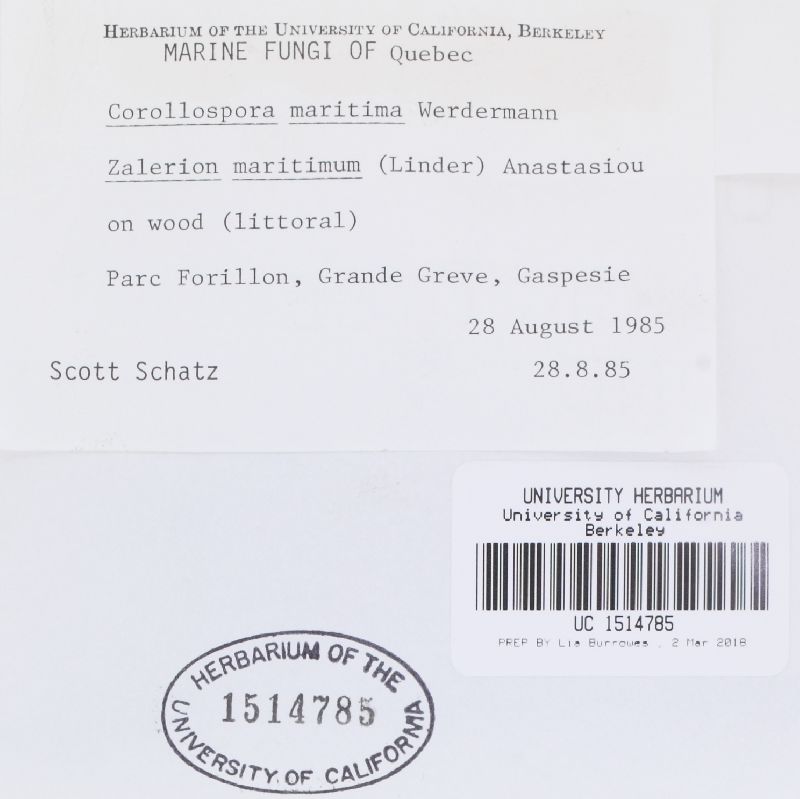 HERBARIUM OF THE UNIVERSITY OF CALIFORNIA, BERKELEY
MARINE FUNGI OF Quebec
Corollospora maritima Werdermann
Zalerion maritimum (Linder) Anastasiou
on wood (littoral)
Parc Forillon, Grande Greve, Gaspesie
28 August 1985
Scott Schatz 28.8.85
UNIVERSITY HERBARIUM
University of California
Berkeley
UC 1514785
PREP BY Lia Burrowes , 2 Mar 2018
HERBARIUM OF THE
1514785
UNIVERSITY OF CALIFORNIA